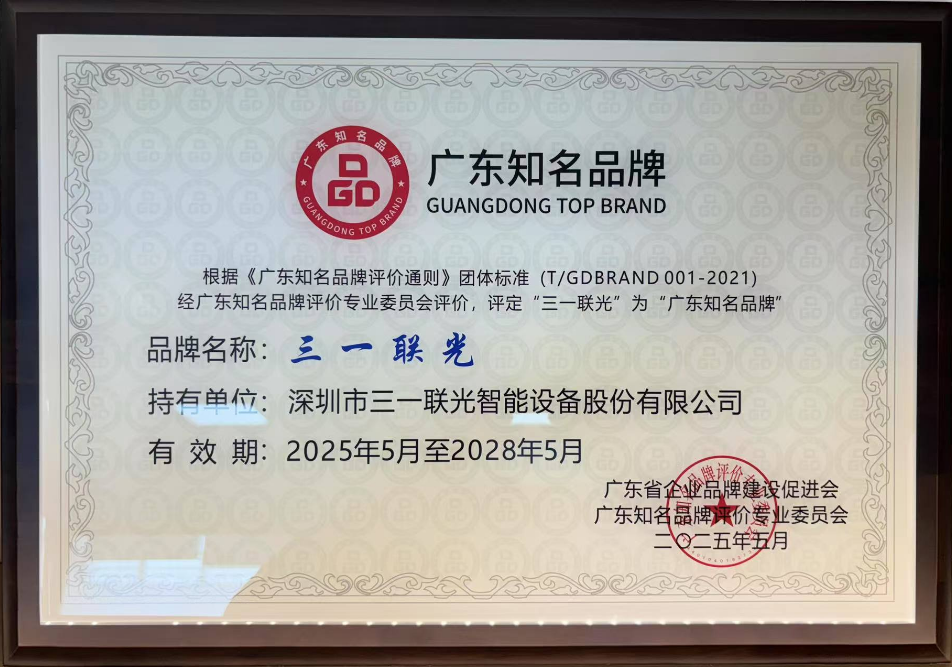 广东知名品牌
GD
GUANGDONG TOP BRAND
广东知名品牌
GUANGDONG TOP BRAND
根据《广东知名品牌评价通则》团体标准（T/GDBRAND 001-2021）
经广东知名品牌评价专业委员会评价，评定“三一联光”为“广东知名品牌”
品牌名称：三一联光
持有单位：深圳市三一联光智能设备股份有限公司
有效期：2025年5月至2028年5月
广东省企业品牌建设促进会
广东知名品牌评价专业委员会
二〇二五年五月